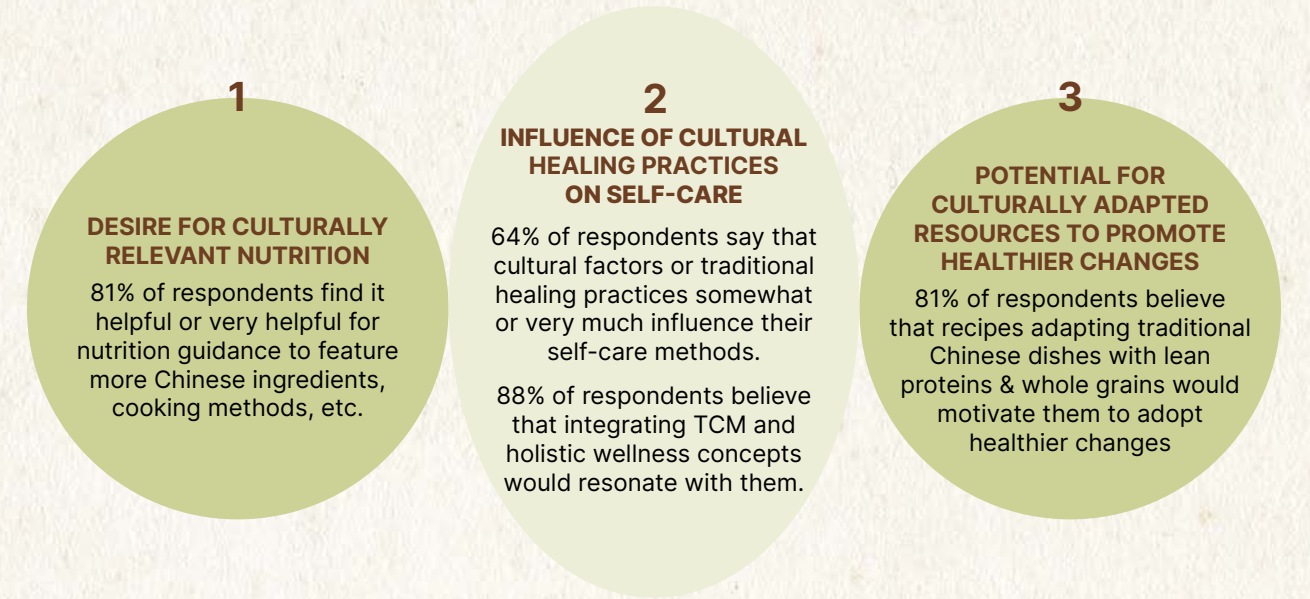 1
DESIRE FOR CULTURALLY
RELEVANT NUTRITION
81% of respondents find it
helpful or very helpful for
nutrition guidance to feature
more Chinese ingredients,
cooking methods, etc.
2
INFLUENCE OF CULTURAL
HEALING PRACTICES
ON SELF-CARE
64% of respondents say that
cultural factors or traditional
healing practices somewhat
or very much influence their
self-care methods.
88% of respondents believe
that integrating TCM and
holistic wellness concepts
would resonate with them.
3
POTENTIAL FOR
CULTURALLY ADAPTED
RESOURCES TO PROMOTE
HEALTHIER CHANGES
81% of respondents believe
that recipes adapting traditional
Chinese dishes with lean
proteins & whole grains would
motivate them to adopt
healthier changes